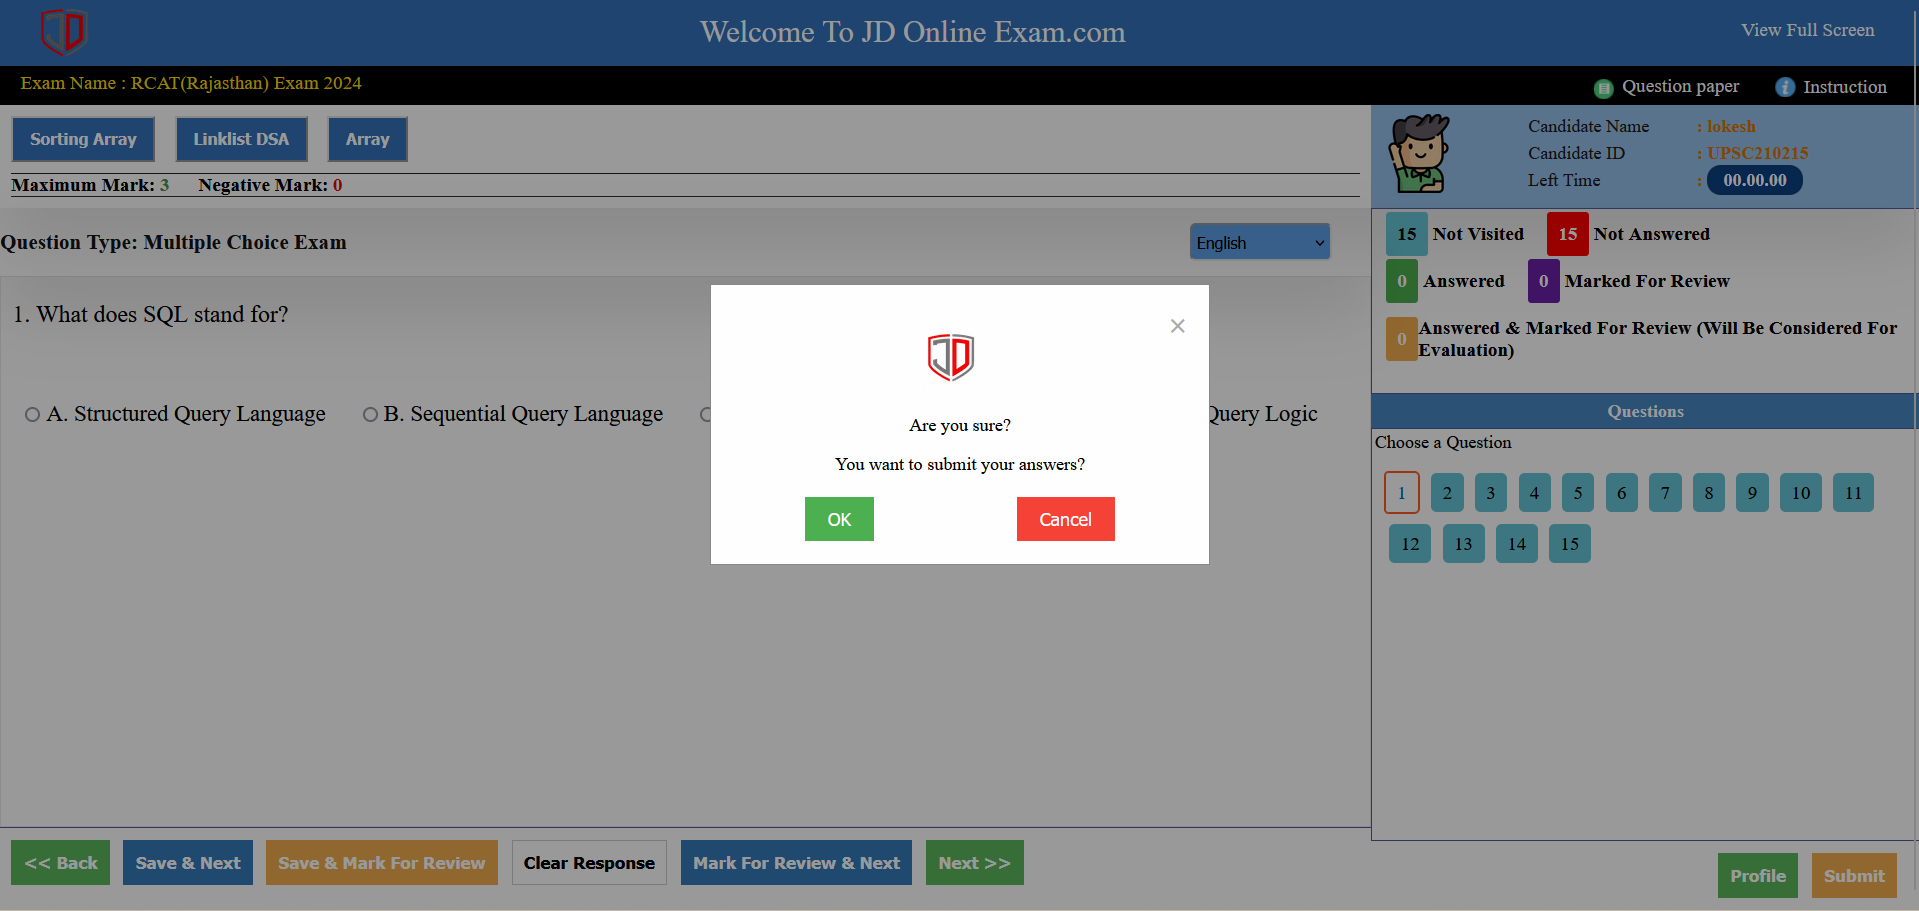 JD
Welcome To JD Online Exam.com
View Full Screen
Exam Name : RCAT(Rajasthan) Exam 2024
Question paper
i Instruction
Sorting Array
Linklist DSA
Array
Maximum Mark: 3 Negative Mark: 0
Candidate Name : lokesh
Candidate ID : UPSC210215
Left Time : 00.00.00
Question Type: Multiple Choice Exam
English
15 Not Visited 15 Not Answered
0 Answered 0 Marked For Review
0 Answered & Marked For Review (Will Be Considered For
Evaluation)
1. What does SQL stand for?
A. Structured Query Language B. Sequential Query Language Query Logic
×
JD
Are you sure?
You want to submit your answers?
OK
Cancel
Questions
Choose a Question
1 2 3 4 5 6 7 8 9 10 11
12 13 14 15
<< Back
Save & Next
Save & Mark For Review
Clear Response
Mark For Review & Next
Next >>
Profile
Submit